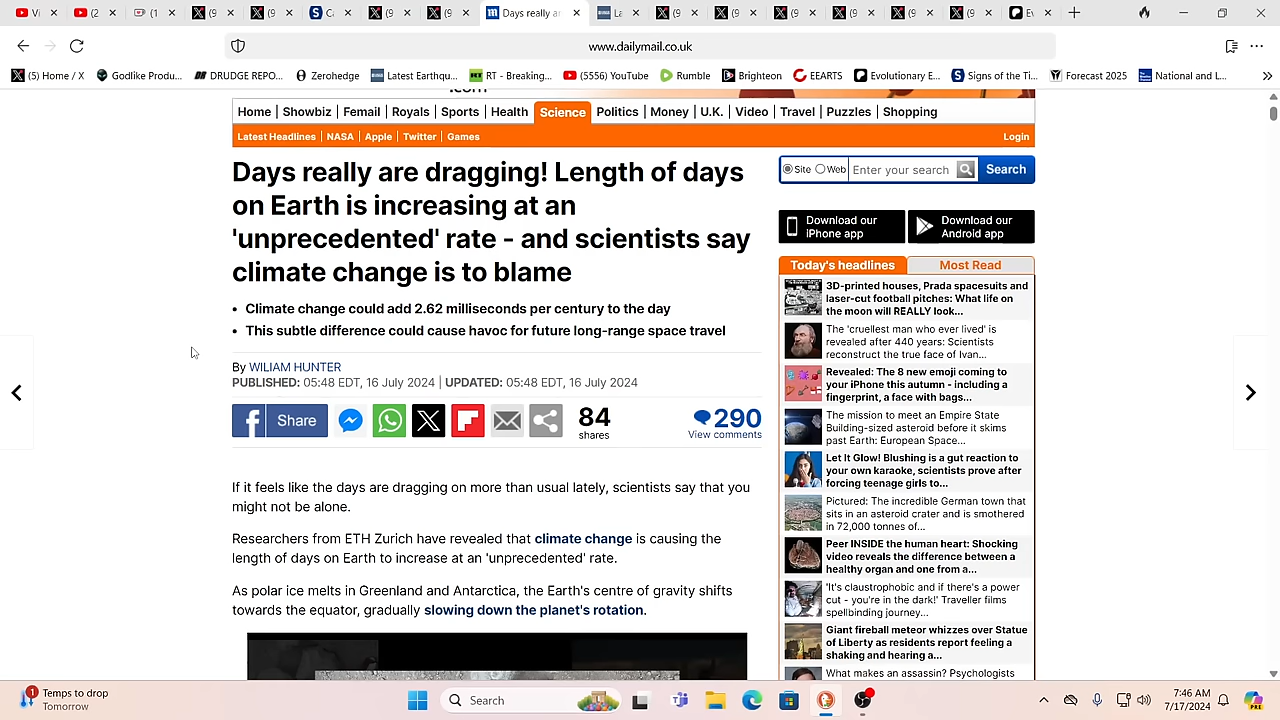 Vi
C
(9
(9
Days really ar
La
(9
(9
(9
(9
(9
Ev
www.dailymail.co.uk
(5) Home / X
Godlike Produ...
DRUDGE REPO...
Zerohedge
Latest Earthqu...
RT - Breaking...
(5556) YouTube
Rumble
Brighteon
EEARTS
Evolutionary E...
Signs of the Ti...
Forecast 2025
National and L...
Home | Showbiz | Femail | Royals | Sports | Health | Science | Politics | Money | U.K. | Video | Travel | Puzzles | Shopping
Latest Headlines | NASA | Apple | Twitter | Games
Login
Days really are dragging! Length of days
on Earth is increasing at an
'unprecedented' rate - and scientists say
climate change is to blame
• Climate change could add 2.62 milliseconds per century to the day
• This subtle difference could cause havoc for future long-range space travel
By WILIAM HUNTER
PUBLISHED: 05:48 EDT, 16 July 2024 | UPDATED: 05:48 EDT, 16 July 2024
Share
84
shares
290
View comments
If it feels like the days are dragging on more than usual lately, scientists say that you
might not be alone.
Researchers from ETH Zurich have revealed that climate change is causing the
length of days on Earth to increase at an 'unprecedented' rate.
As polar ice melts in Greenland and Antarctica, the Earth's centre of gravity shifts
towards the equator, gradually slowing down the planet's rotation.
Site Web Enter your search Search
Download our
iPhone app
Download our
Android app
Today's headlines
Most Read
3D-printed houses, Prada spacesuits and
laser-cut football pitches: What life on
the moon will REALLY look...
The 'cruellest man who ever lived' is
revealed after 440 years: Scientists
reconstruct the true face of Ivan...
Revealed: The 8 new emoji coming to
your iPhone this autumn - including a
fingerprint, a face with bags...
The mission to meet an Empire State
Building-sized asteroid before it skims
past Earth: European Space...
Let It Glow! Blushing is a gut reaction to
your own karaoke, scientists prove after
forcing teenage girls to...
Pictured: The incredible German town that
sits in an asteroid crater and is smothered
in 72,000 tonnes of...
Peer INSIDE the human heart: Shocking
video reveals the difference between a
healthy organ and one from a...
'It's claustrophobic and if there's a power
cut - you're in the dark!' Traveller films
spellbinding journey...
Giant fireball meteor whizzes over Statue
of Liberty as residents report feeling a
shaking and hearing a...
What makes an assassin? Psychologists
1
Temps to drop
Tomorrow
Search
7:46 AM
7/17/2024